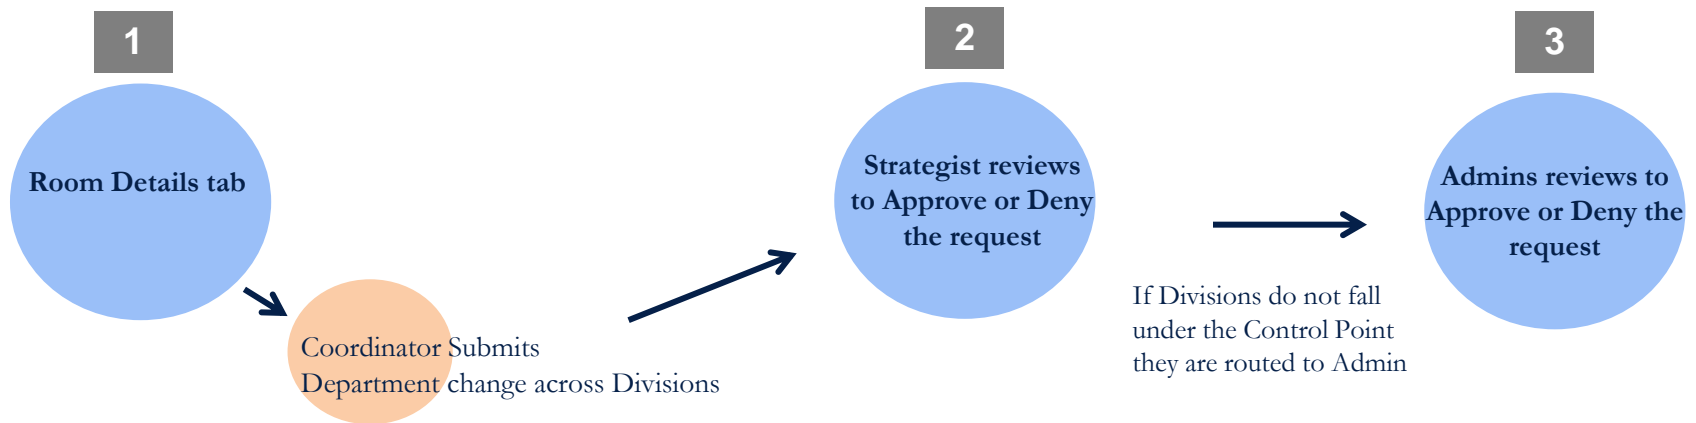 1
Room Details tab
Coordinator Submits
Department change across Divisions
2
Strategist reviews
to Approve or Deny
the request
If Divisions do not fall
under the Control Point
they are routed to Admin
3
Admins reviews to
Approve or Deny the
request